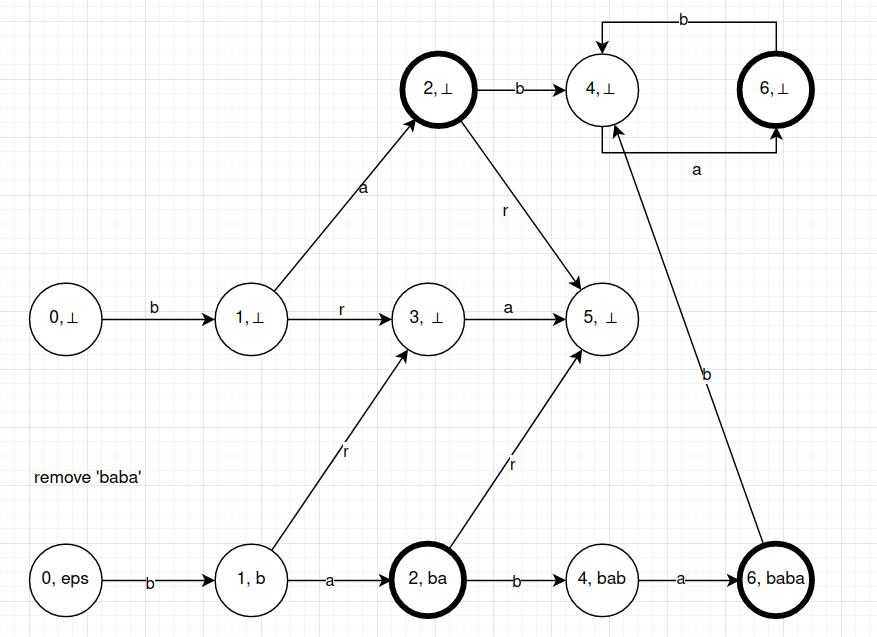 b
2,⊥
b
4,⊥
6,⊥
a
a
r
0,⊥
b
1,⊥
r
3, ⊥
a
5, ⊥
b
r
r
remove 'baba'
0, eps
b
1, b
a
2, ba
b
4, bab
a
6, baba